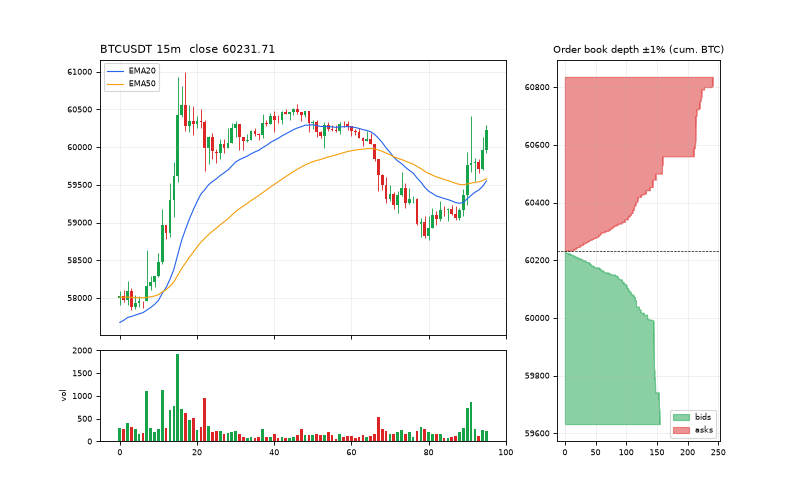 BTCUSDT 15m  close 60231.71
Order book depth ±1% (cum. BTC)
EMA20
EMA50
61000
60500
60000
59500
59000
58500
58000
2000
1500
1000
500
0
vol
0 20 40 60 80 100
60800
60600
60400
60200
60000
59800
59600
bids
asks
0 50 100 150 200 250